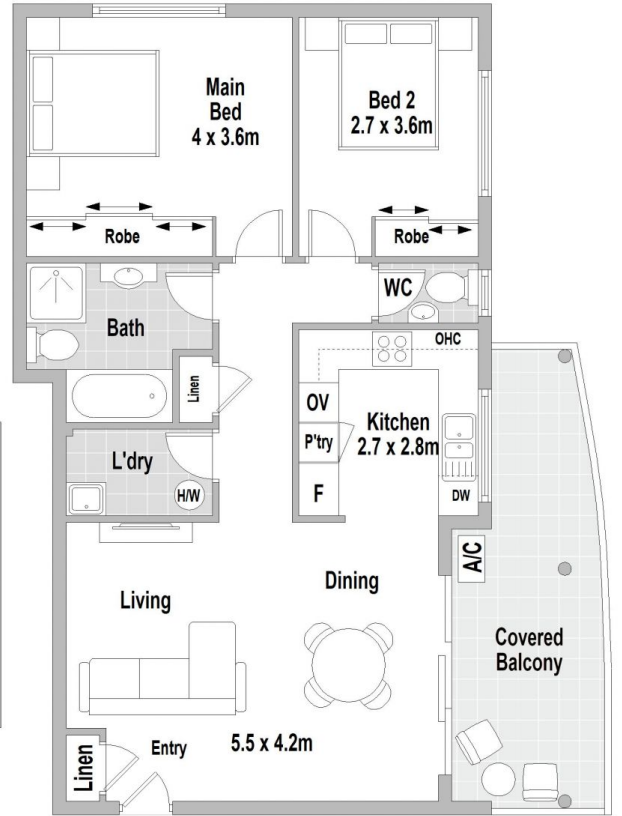 Main
Bed
4 x 3.6m
Bed 2
2.7 x 3.6m
Robe
Robe
Bath
WC
OHC
Linen
OV
P'try
F
Kitchen
2.7 x 2.8m
DW
L'dry
H/W
A/C
Living
Dining
Covered
Balcony
Linen
Entry
5.5 x 4.2m